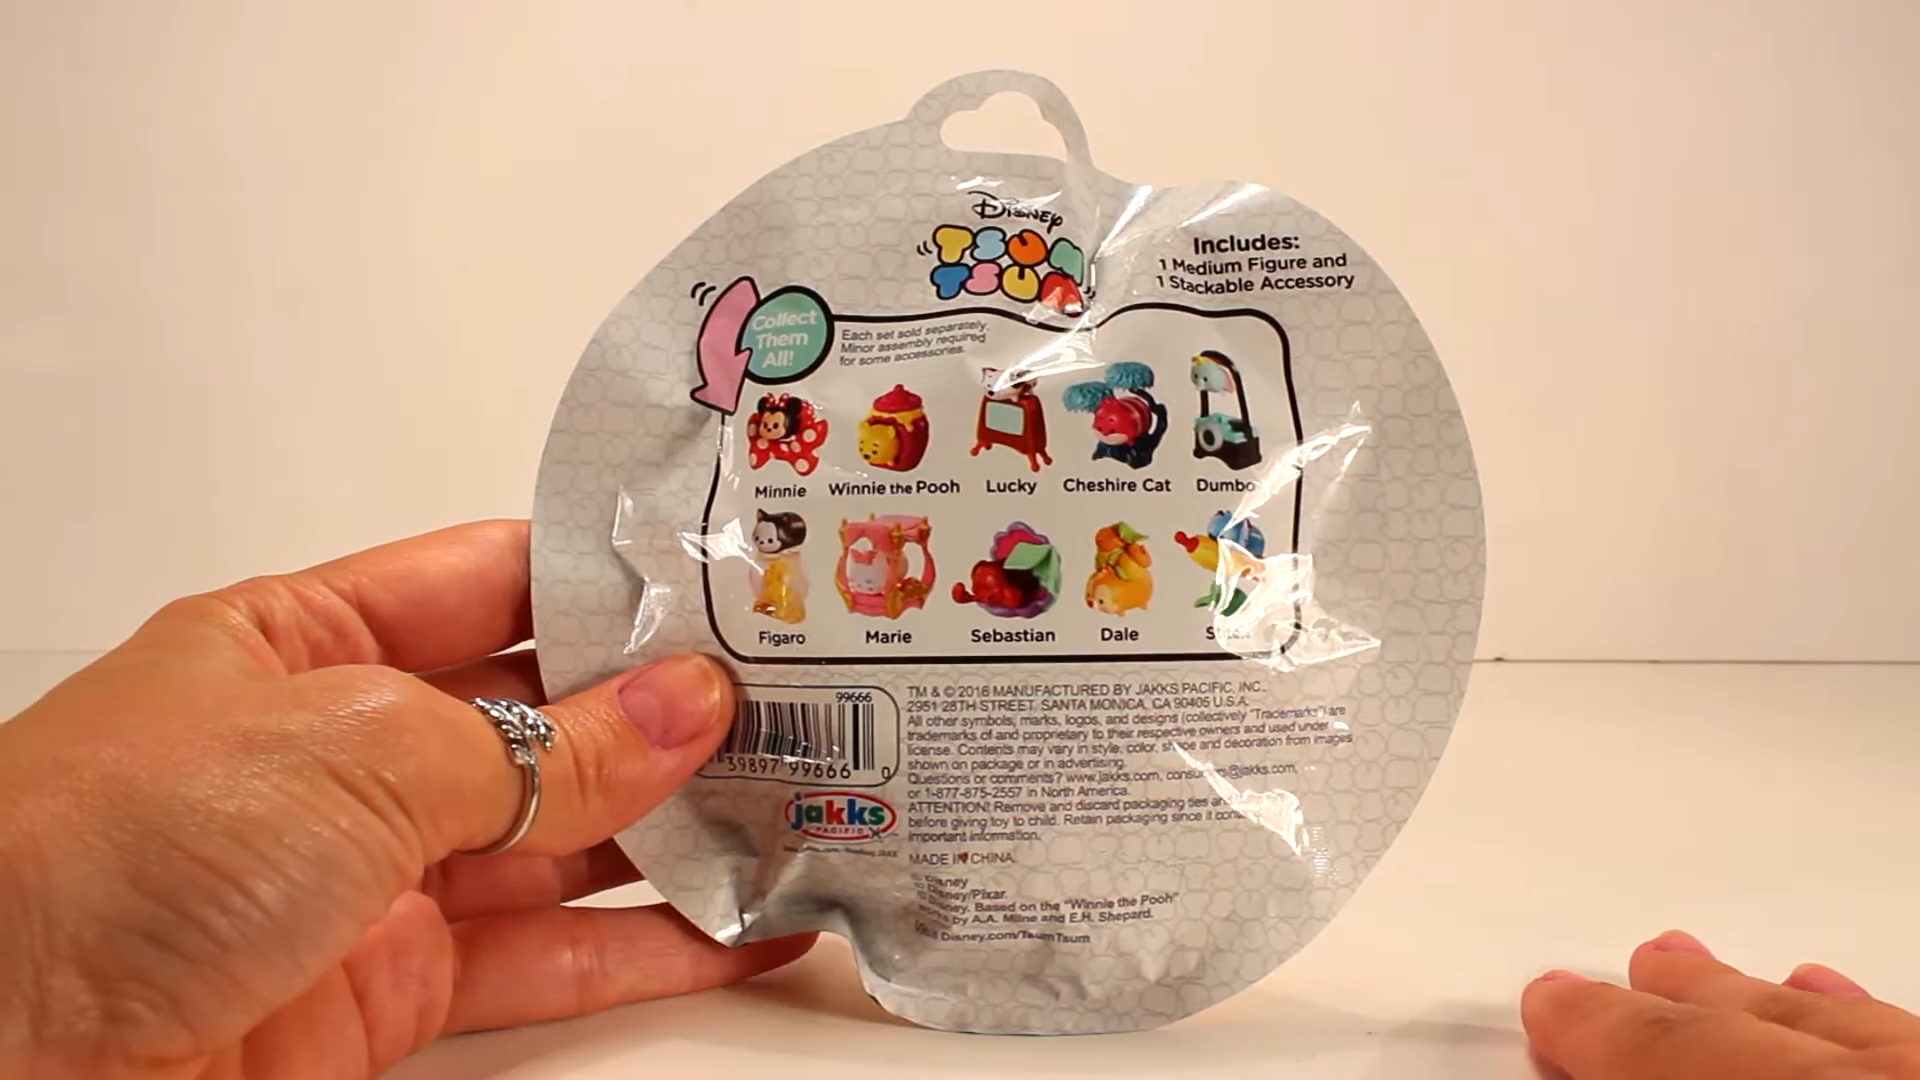 Disney
TSUM
TSUM
Includes:
1 Medium Figure and
1 Stackable Accessory
Collect
Them
All!
Each set sold separately.
Minor assembly required
for some accessories.
Minnie
Winnie the Pooh
Lucky
Cheshire Cat
Dumbo
Figaro
Marie
Sebastian
Dale
Stitch
99666
39897 99666 0
jakks
PACIFIC
TM & © 2016 MANUFACTURED BY JAKKS PACIFIC, INC.,
2951 28TH STREET, SANTA MONICA, CA 90405 U.S.A.
All other symbols, marks, logos, and designs (collectively "Trademarks") are
trademarks of and proprietary to their respective owners and used under
license. Contents may vary in style, color, shape and decoration from images
shown on package or in advertising.
Questions or comments? www.jakks.com, consumers@jakks.com,
or 1-877-875-2557 in North America.
ATTENTION! Remove and discard packaging ties
before giving toy to child. Retain packaging since it
important information.
MADE IN CHINA.
© Disney
© Disney/Pixar.
© Disney. Based on the "Winnie the Pooh"
works by A.A. Milne and E.H. Shepard.
Visit Disney.com/TsumTsum